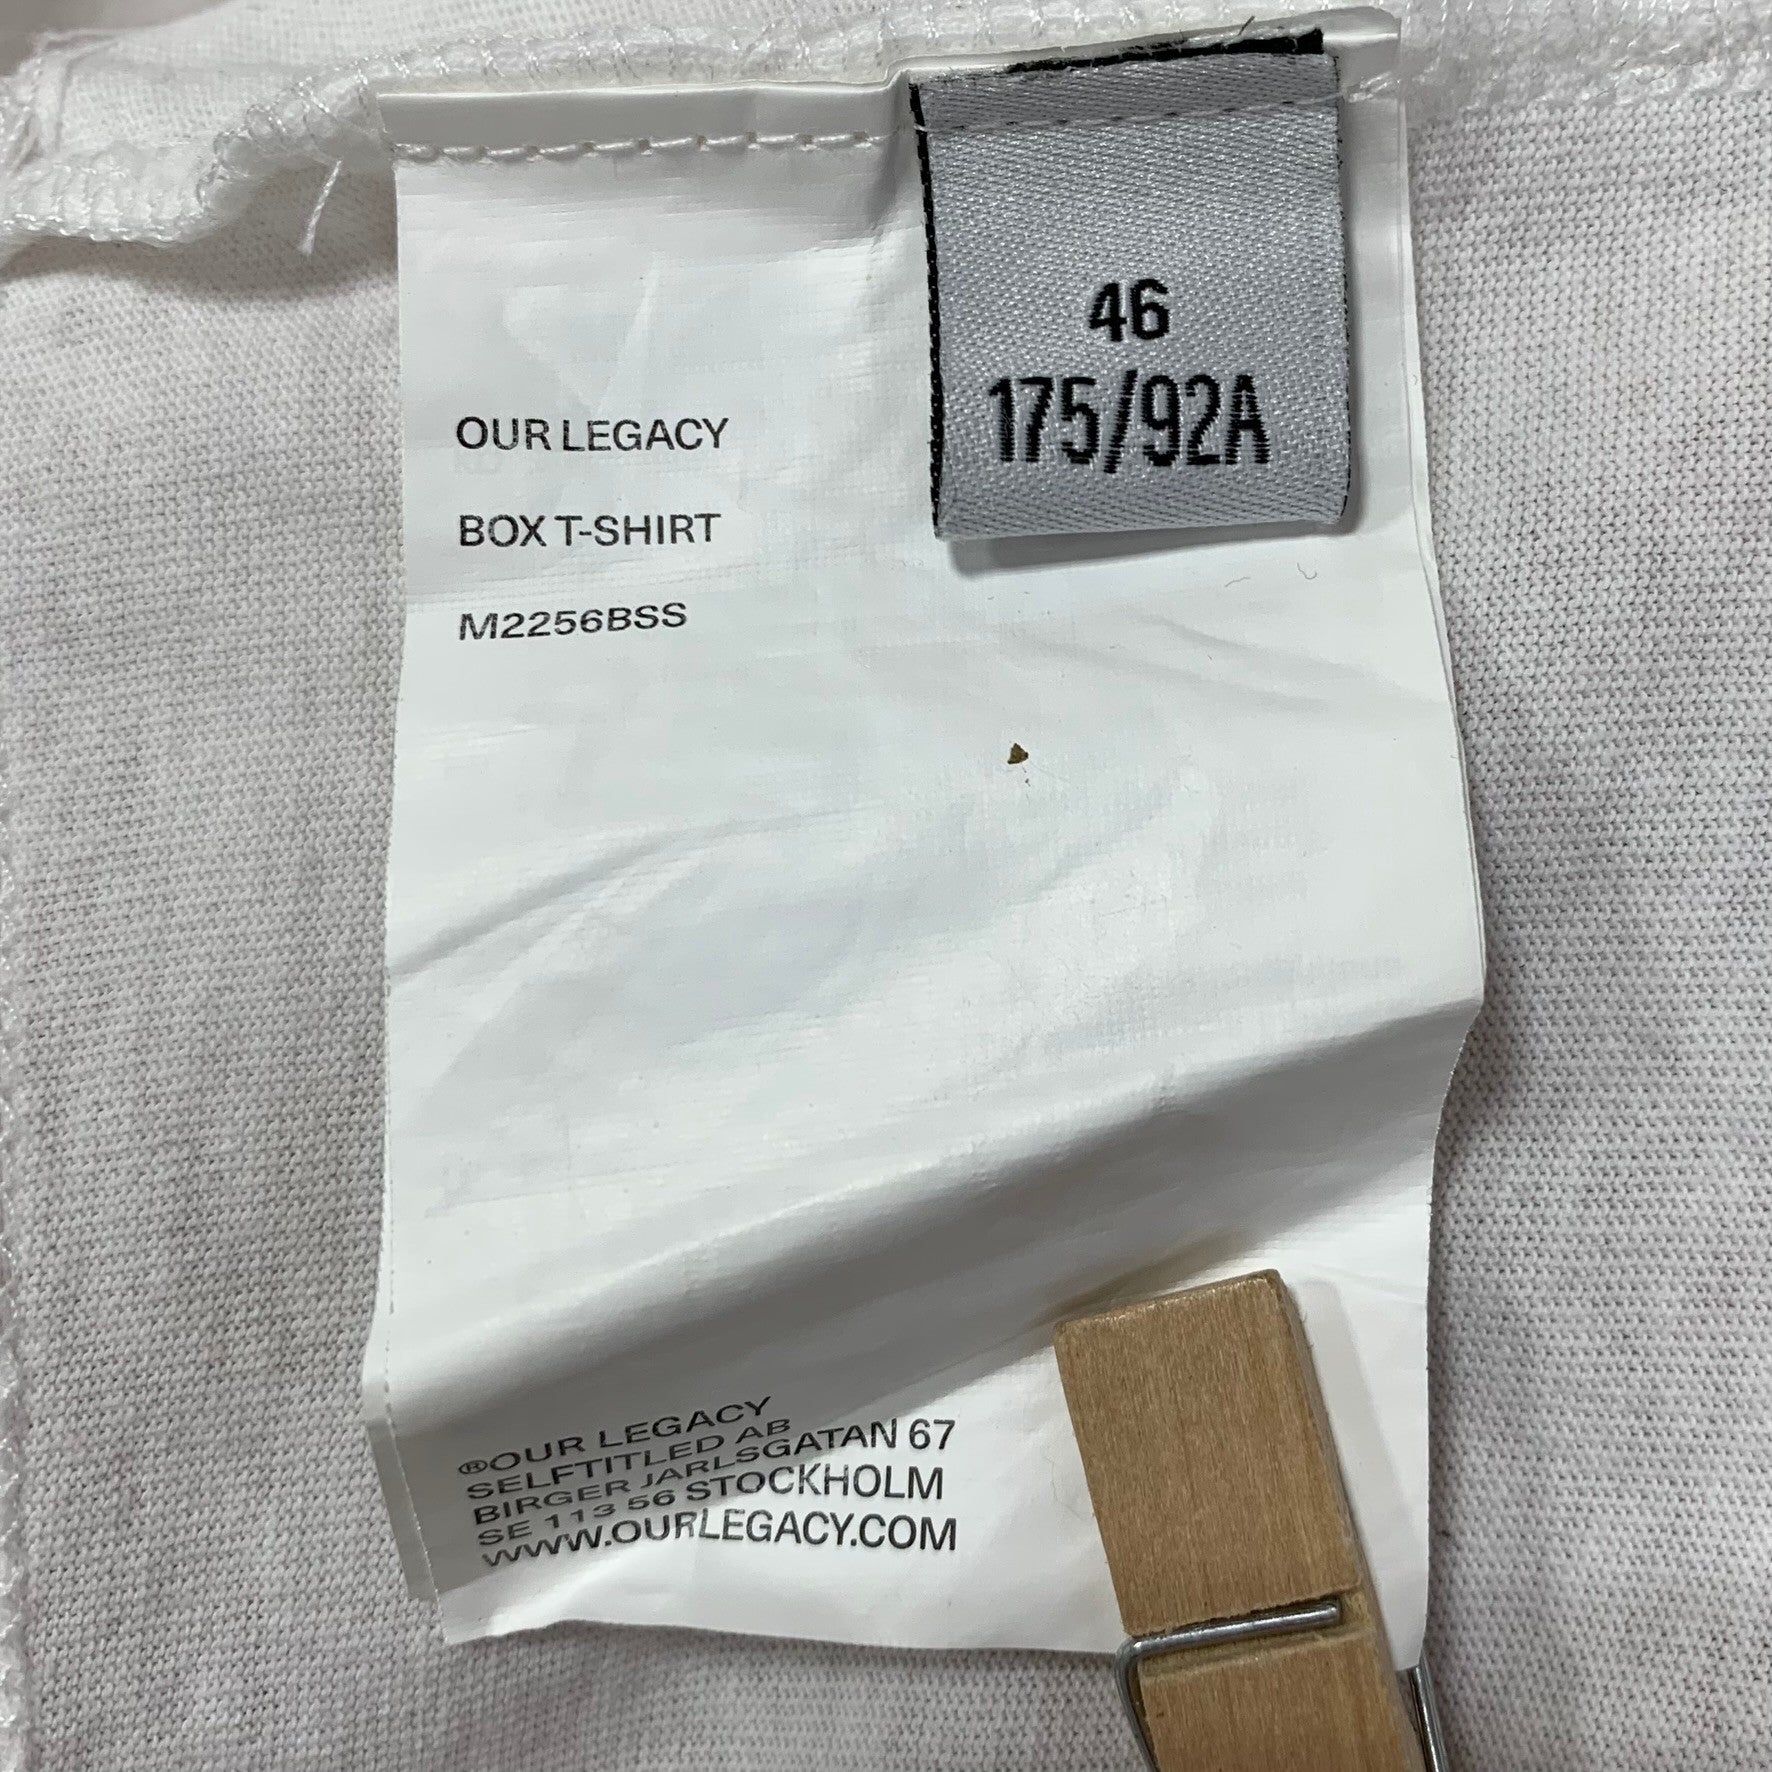 46
175/92A
OUR LEGACY
BOX T-SHIRT
M2256BSS
®OUR LEGACY
SELFTITLED AB
BIRGER JARLSGATAN 67
SE 113 56 STOCKHOLM
WWW.OURLEGACY.COM